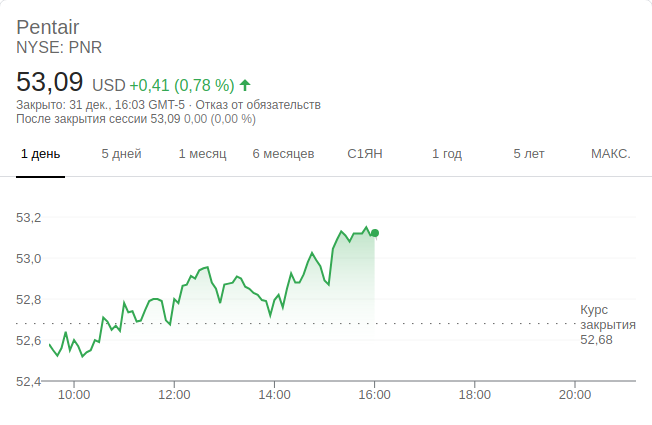 Pentair
NYSE: PNR
53,09 USD +0,41 (0,78 %)
Закрыто: 31 дек., 16:03 GMT-5 · Отказ от обязательств
После закрытия сессии 53,09 0,00 (0,00 %)
1 день 5 дней 1 месяц 6 месяцев С1ЯН 1 год 5 лет МАКС.
53,2
53,0
52,8
Курс
закрытия
52,68
52,6
52,4
10:00 12:00 14:00 16:00 18:00 20:00